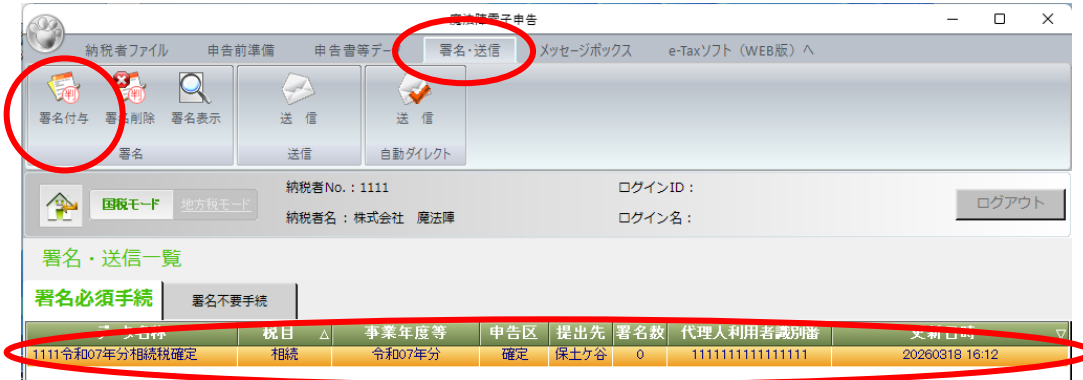 魔法陣電子申告
納税者ファイル 申告前準備 申告書等デー 署名・送信 メッセージボックス e-Taxソフト（WEB版）へ
署名付与 署名削除 署名表示 送 信 送 信
署名 送信 自動ダイレクト
納税者No.：1111 ログインID：
国税モード 地方税モード ログアウト
納税者名：株式会社 魔法陣 ログイン名：
署名・送信一覧
署名必須手続 署名不要手続
データ名称 税目 △ 事業年度等 申告区 提出先 署名数 代理人利用者識別番 更新日時 ▽
1111令和07年分相続税確定 相続 令和07年分 確定 保土ケ谷 0 1111111111111111 20260318 16:12